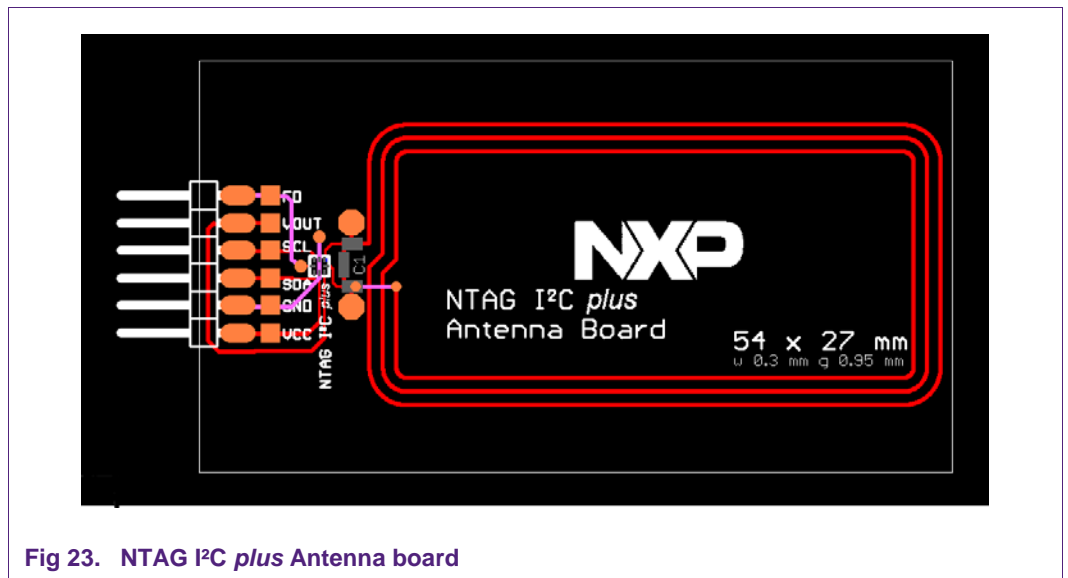 FD
VOUT
SCL
SDA
GND
VCC
C1
NTAG I²C plus
NXP
NTAG I²C plus
Antenna Board
54 x 27 mm
w 0.3 mm g 0.95 mm
Fig 23. NTAG I²C plus Antenna board